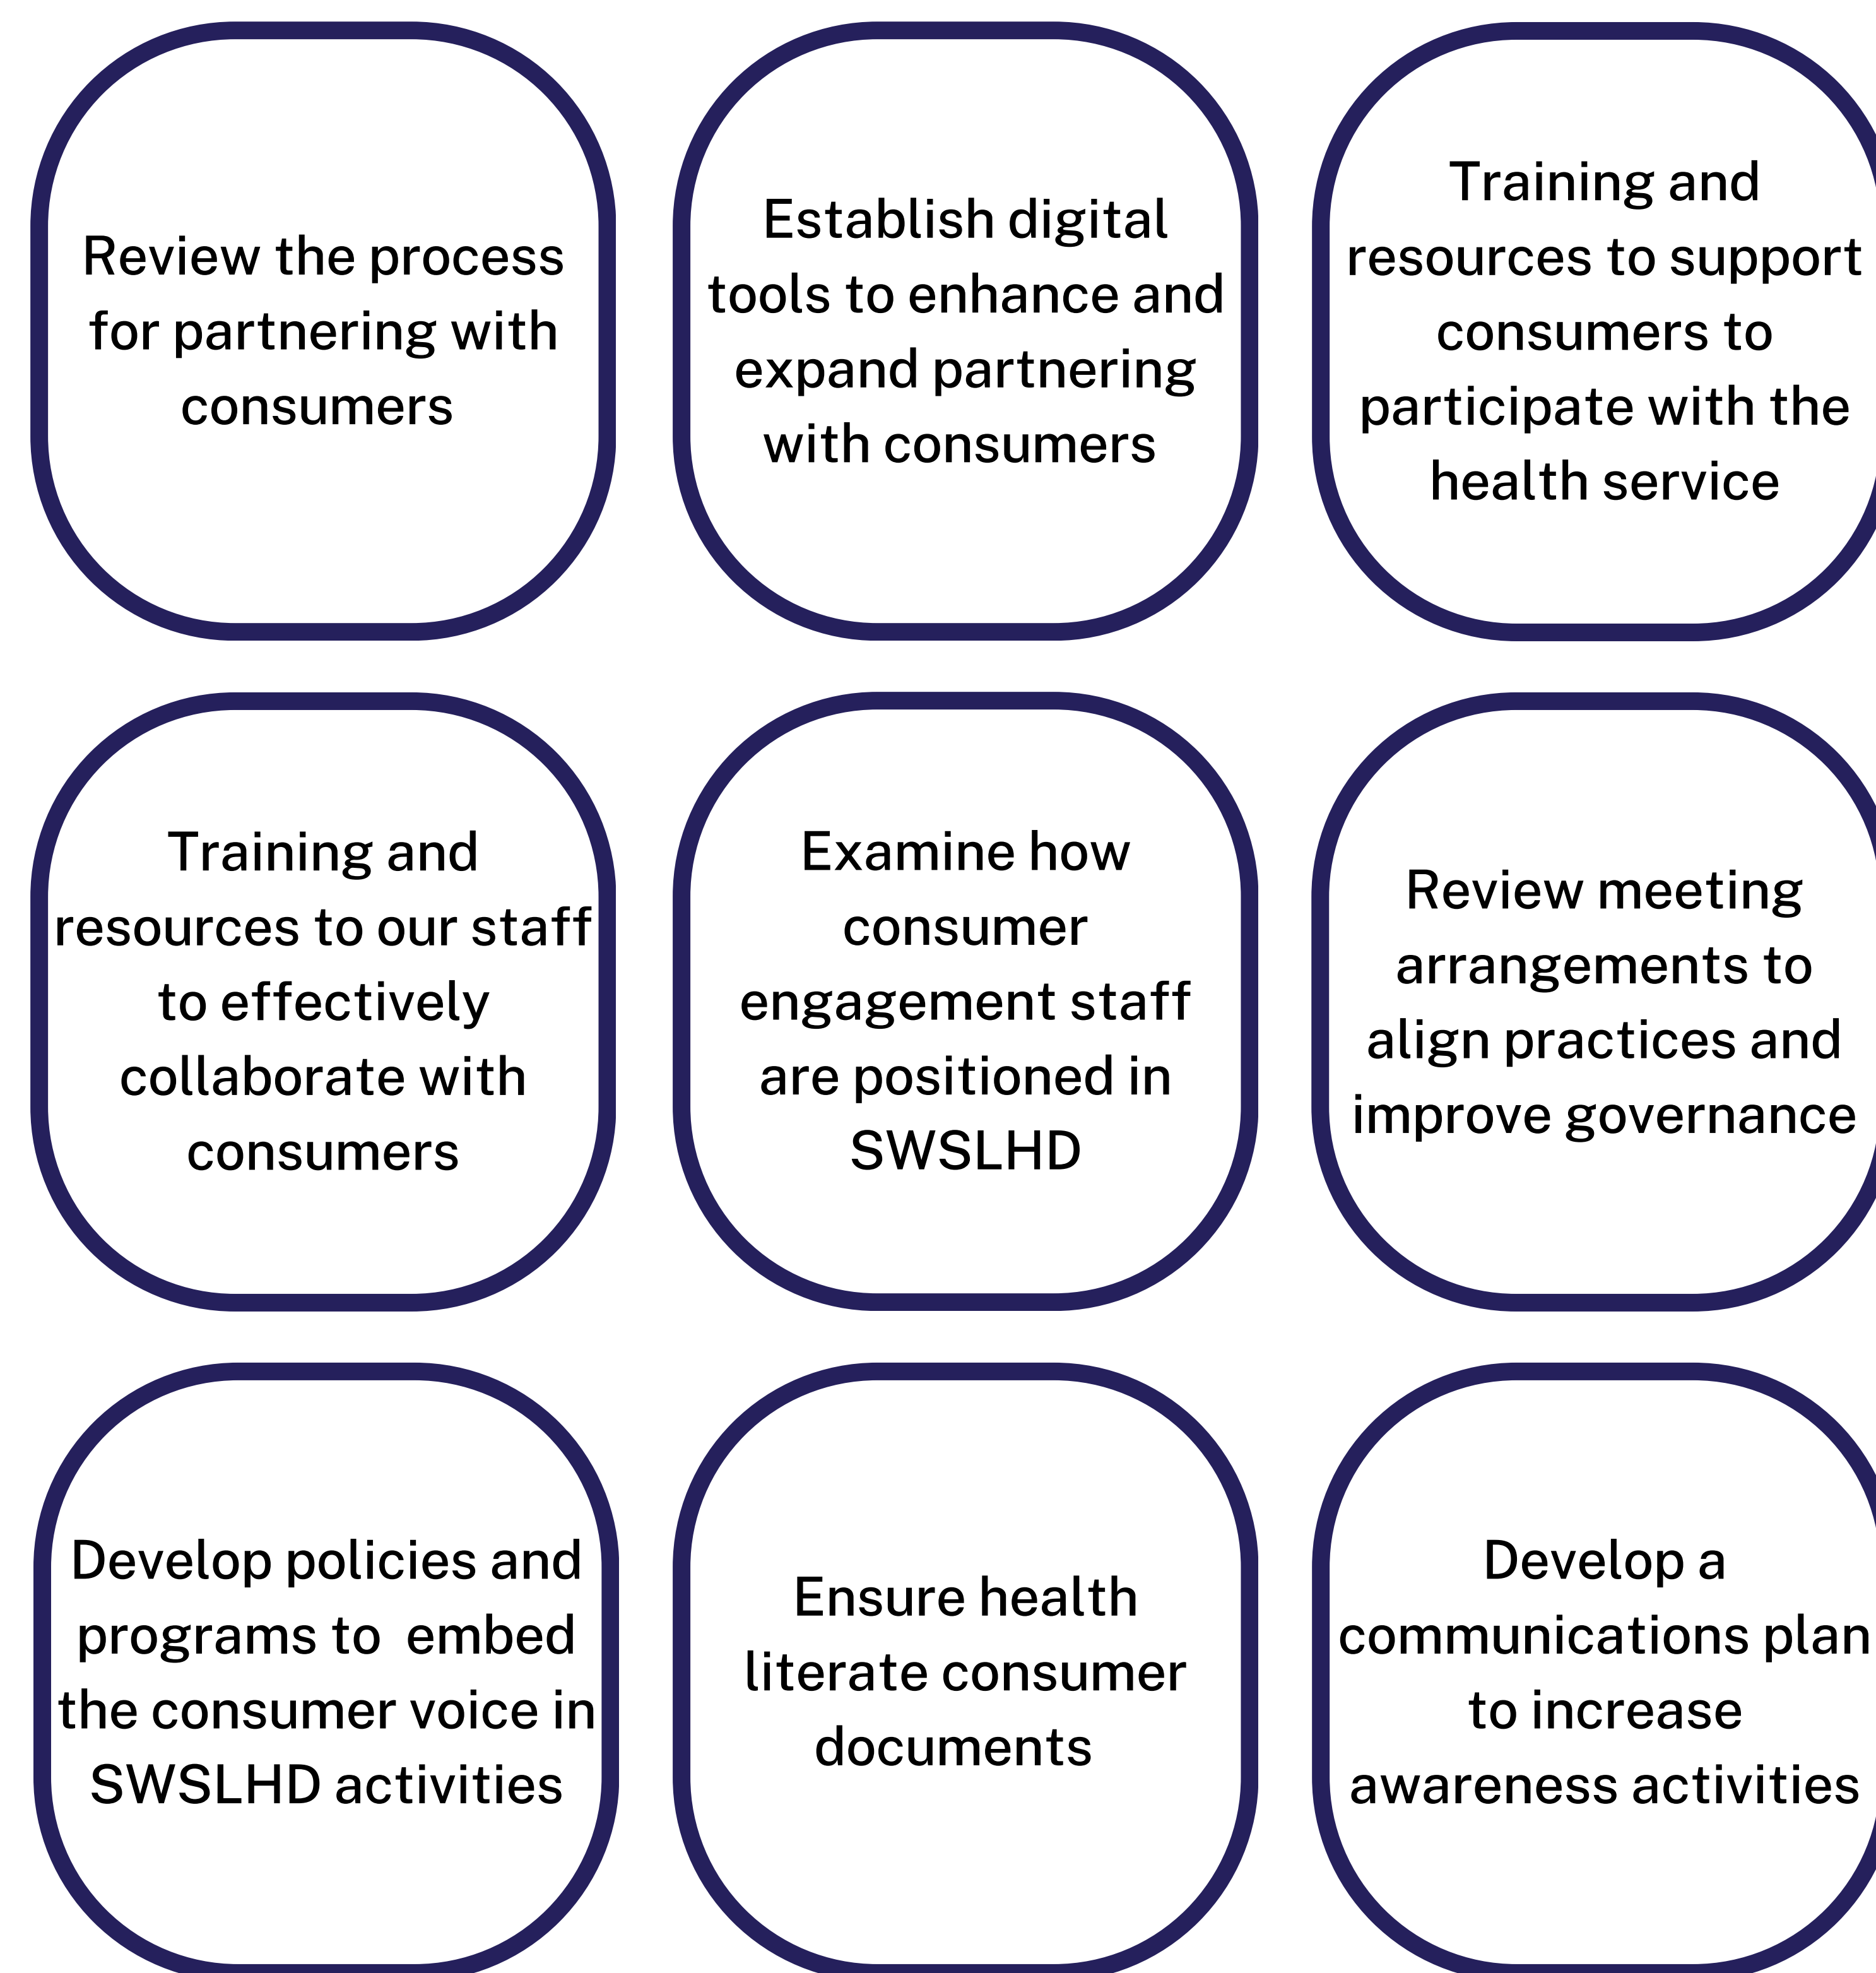 Review the process
for partnering with
consumers
Establish digital
tools to enhance and
expand partnering
with consumers
Training and
resources to support
consumers to
participate with the
health service
Training and
resources to our staff
to effectively
collaborate with
consumers
Examine how
consumer
engagement staff
are positioned in
SWSLHD
Review meeting
arrangements to
align practices and
improve governance
Develop policies and
programs to  embed
the consumer voice in
SWSLHD activities
Ensure health
literate consumer
documents
Develop a
communications plan
to increase
awareness activities